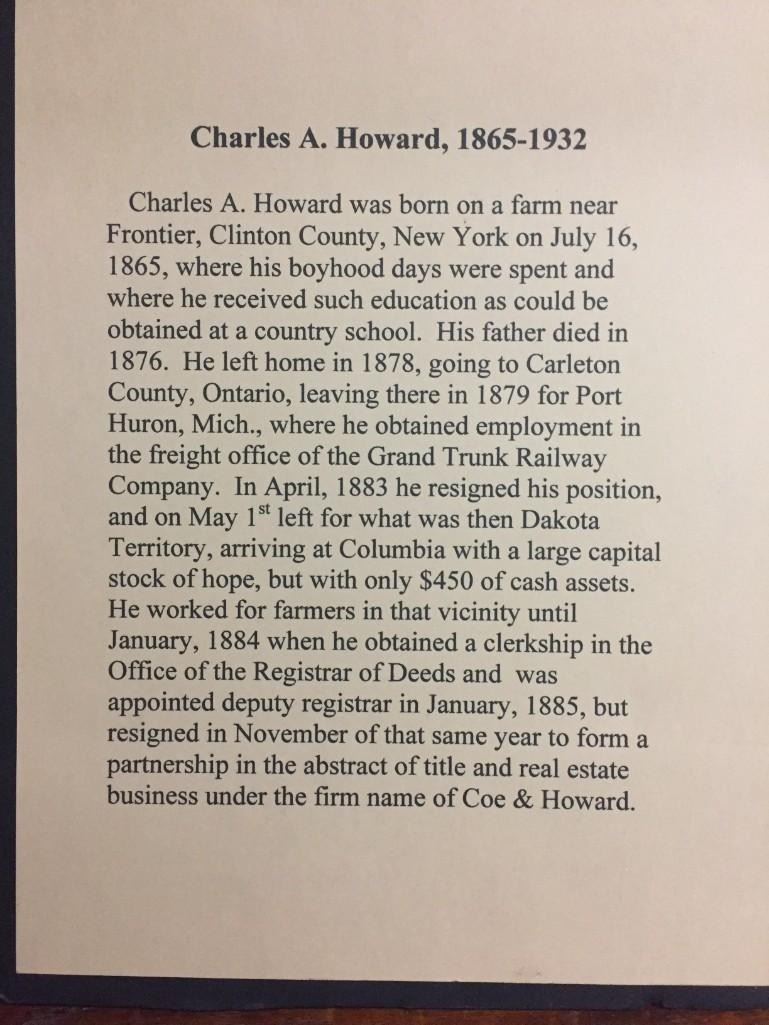 Charles A. Howard, 1865-1932
Charles A. Howard was born on a farm near
Frontier, Clinton County, New York on July 16,
1865, where his boyhood days were spent and
where he received such education as could be
obtained at a country school. His father died in
1876. He left home in 1878, going to Carleton
County, Ontario, leaving there in 1879 for Port
Huron, Mich., where he obtained employment in
the freight office of the Grand Trunk Railway
Company. In April, 1883 he resigned his position,
and on May 1st left for what was then Dakota
Territory, arriving at Columbia with a large capital
stock of hope, but with only $450 of cash assets.
He worked for farmers in that vicinity until
January, 1884 when he obtained a clerkship in the
Office of the Registrar of Deeds and was
appointed deputy registrar in January, 1885, but
resigned in November of that same year to form a
partnership in the abstract of title and real estate
business under the firm name of Coe & Howard.